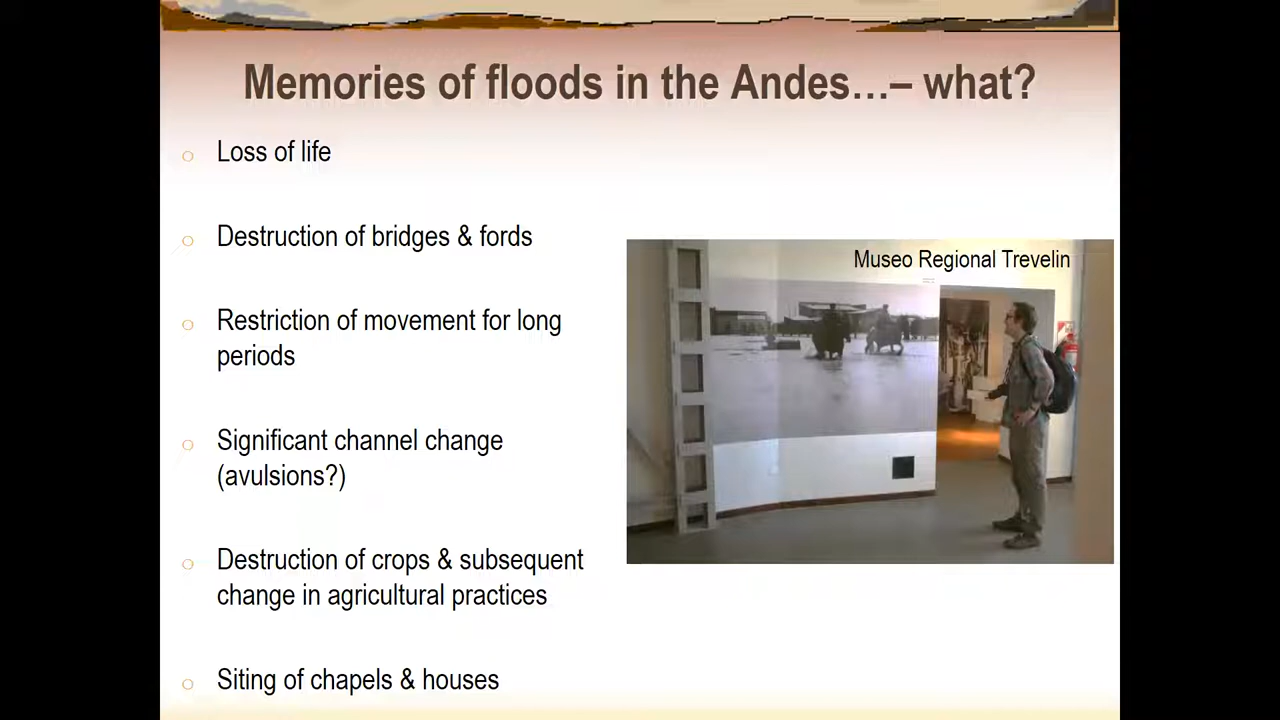 Memories of floods in the Andes…– what?
Loss of life
Destruction of bridges & fords
Restriction of movement for long
periods
Significant channel change
(avulsions?)
Destruction of crops & subsequent
change in agricultural practices
Siting of chapels & houses
Museo Regional Trevelin